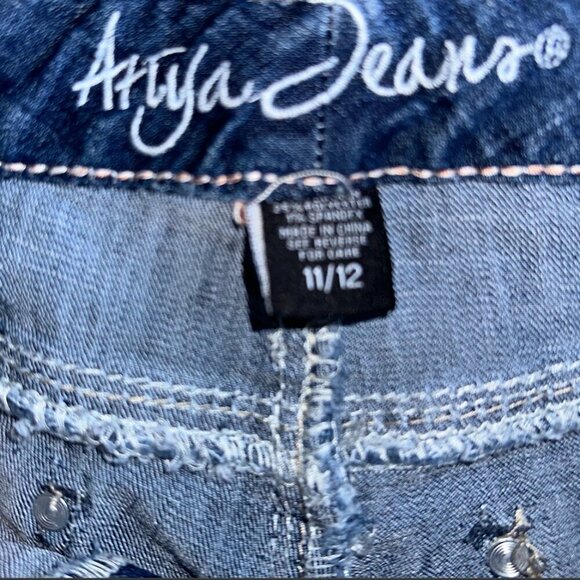 Ariya Jeans®
MADE IN CHINA
SEE REVERSE
FOR CARE
11/12